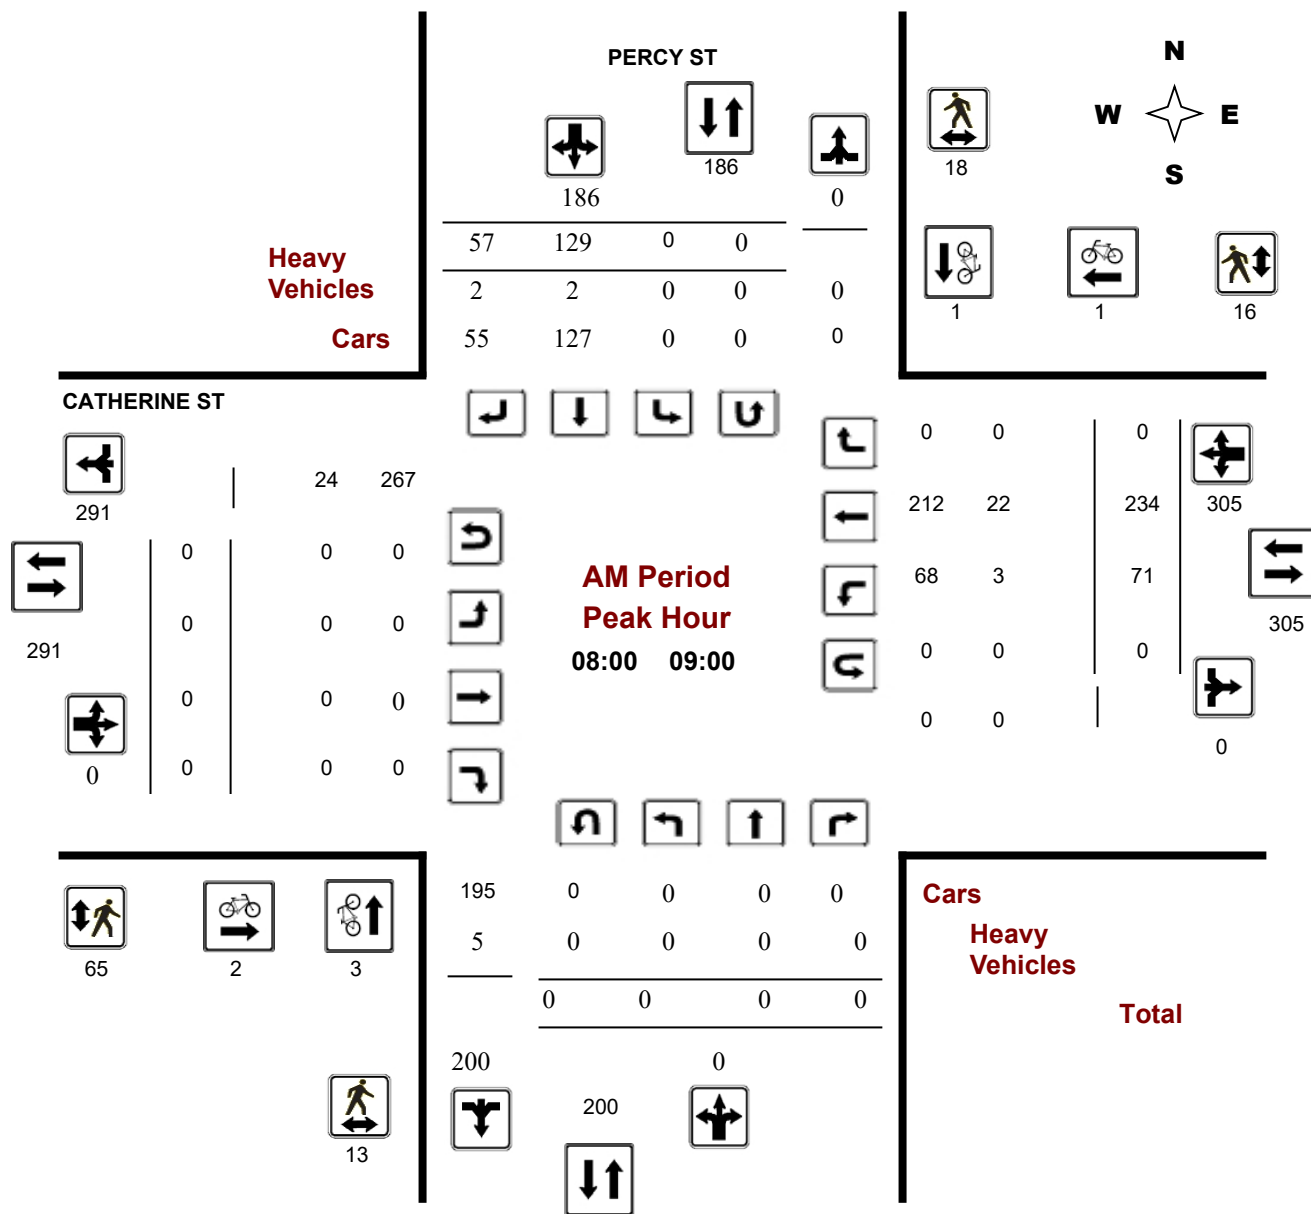 PERCY ST
N
W E
S
186
18
186 0
57 129 0 0
Heavy
Vehicles
2 2 0 0 0
1 1 16
Cars
55 127 0 0 0
CATHERINE ST
0 0 0
24 267
291
212 22 234 305
0 0 0
AM Period
68 3 71
Peak Hour
0 0 0
305
291
08:00 09:00
0 0 0
0 0 0
0 0
0
0 0 0 0
195 0 0 0 0
Cars
5 0 0 0 0
Heavy
Vehicles
65 2 3
0 0 0 0
Total
200 0
200
13